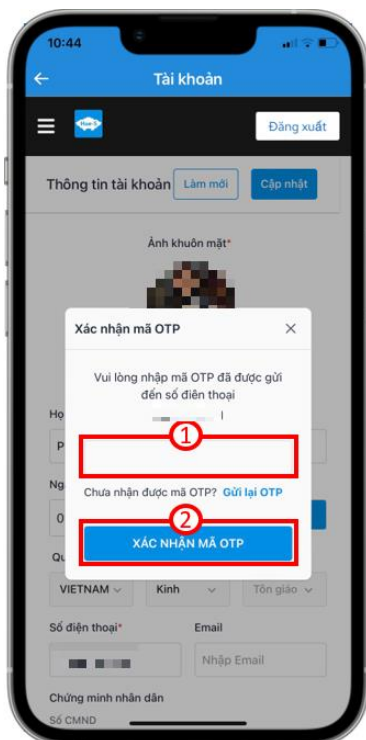 10:44
Tài khoản
Hue-S
Đăng xuất
Thông tin tài khoản
Làm mới
Cập nhật
Ảnh khuôn mặt*
Xác nhận mã OTP
Vui lòng nhập mã OTP đã được gửi
đến số điện thoại
1
Chưa nhận được mã OTP? Gửi lại OTP
2
XÁC NHẬN MÃ OTP
VIETNAM
Kinh
Tôn giáo
Số điện thoại*
Email
Nhập Email
Chứng minh nhân dân
Số CMND